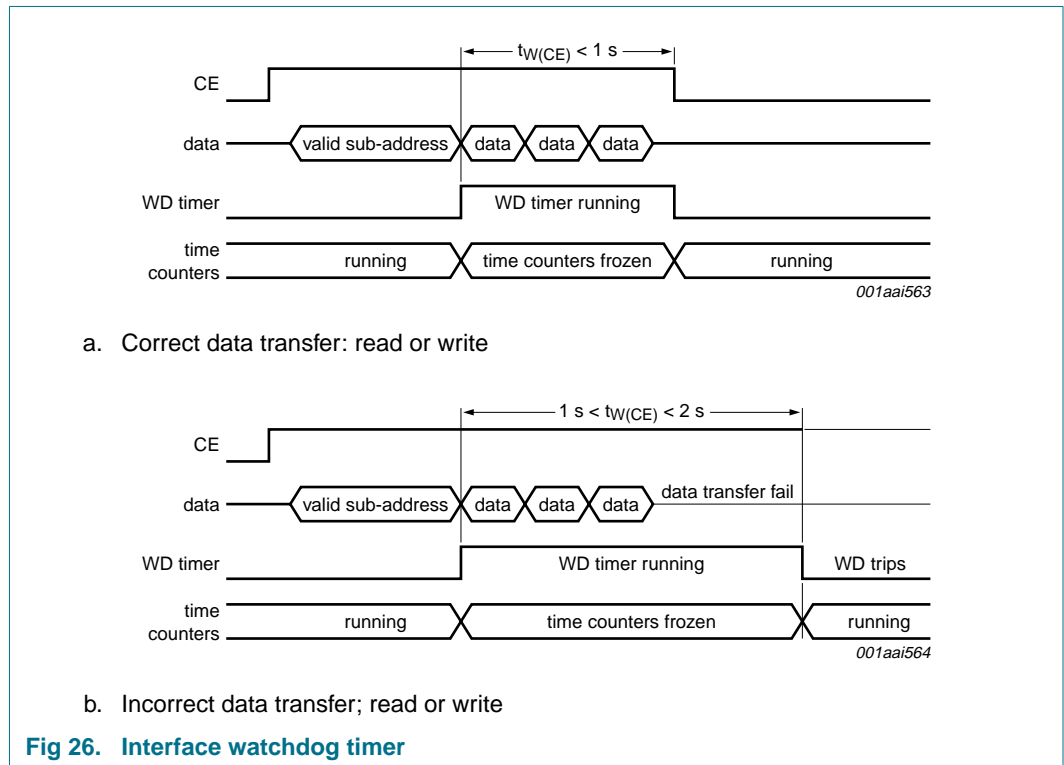 tW(CE) < 1 s
CE
data
valid sub-address
data
data
data
WD timer
WD timer running
time
counters
running
time counters frozen
running
001aai563
a. Correct data transfer: read or write
1 s < tW(CE) < 2 s
CE
data
valid sub-address
data
data
data
data transfer fail
WD timer
WD timer running
WD trips
time
counters
running
time counters frozen
running
001aai564
b. Incorrect data transfer; read or write
Fig 26. Interface watchdog timer